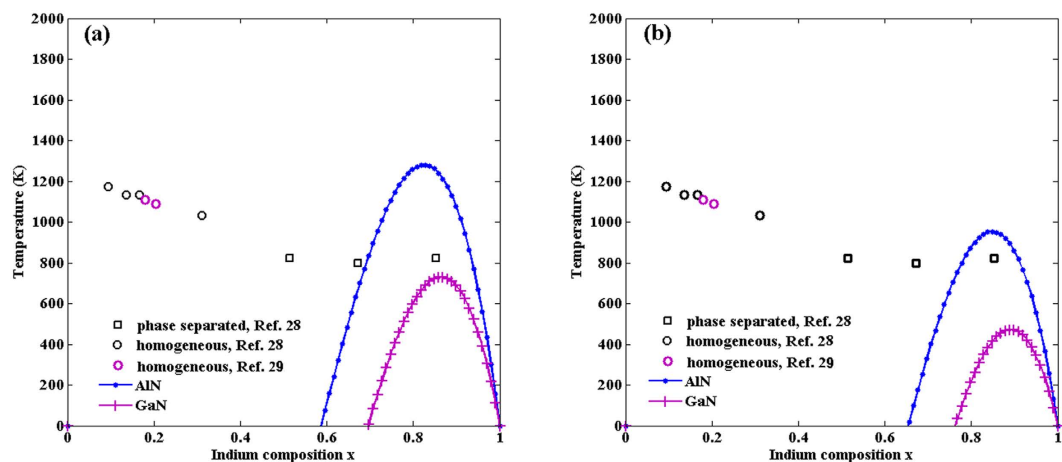 (a)
2000
1800
1600
1400
1200
1000
800
600
400
200
0
Temperature (K)
phase separated, Ref. 28
homogeneous, Ref. 28
homogeneous, Ref. 29
AlN
GaN
0 0.2 0.4 0.6 0.8 1
Indium composition x
(b)
2000
1800
1600
1400
1200
1000
800
600
400
200
0
Temperature (K)
phase separated, Ref. 28
homogeneous, Ref. 28
homogeneous, Ref. 29
AlN
GaN
0 0.2 0.4 0.6 0.8 1
Indium composition x